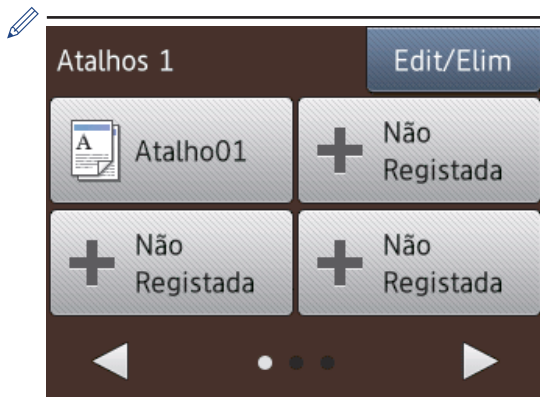 Atalhos 1
Edit/Elim
A
Atalho01
Não
Registada
Não
Registada
Não
Registada